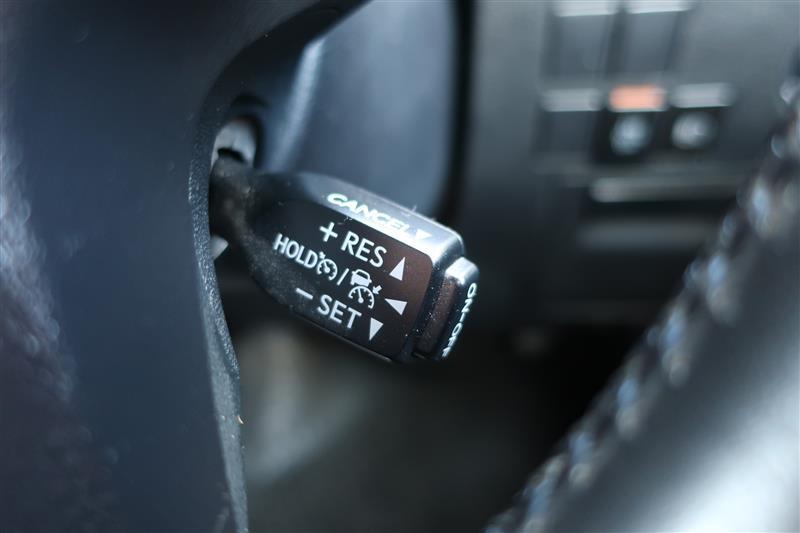 CANCEL
+ RES
HOLD /
− SET
ON·OFF